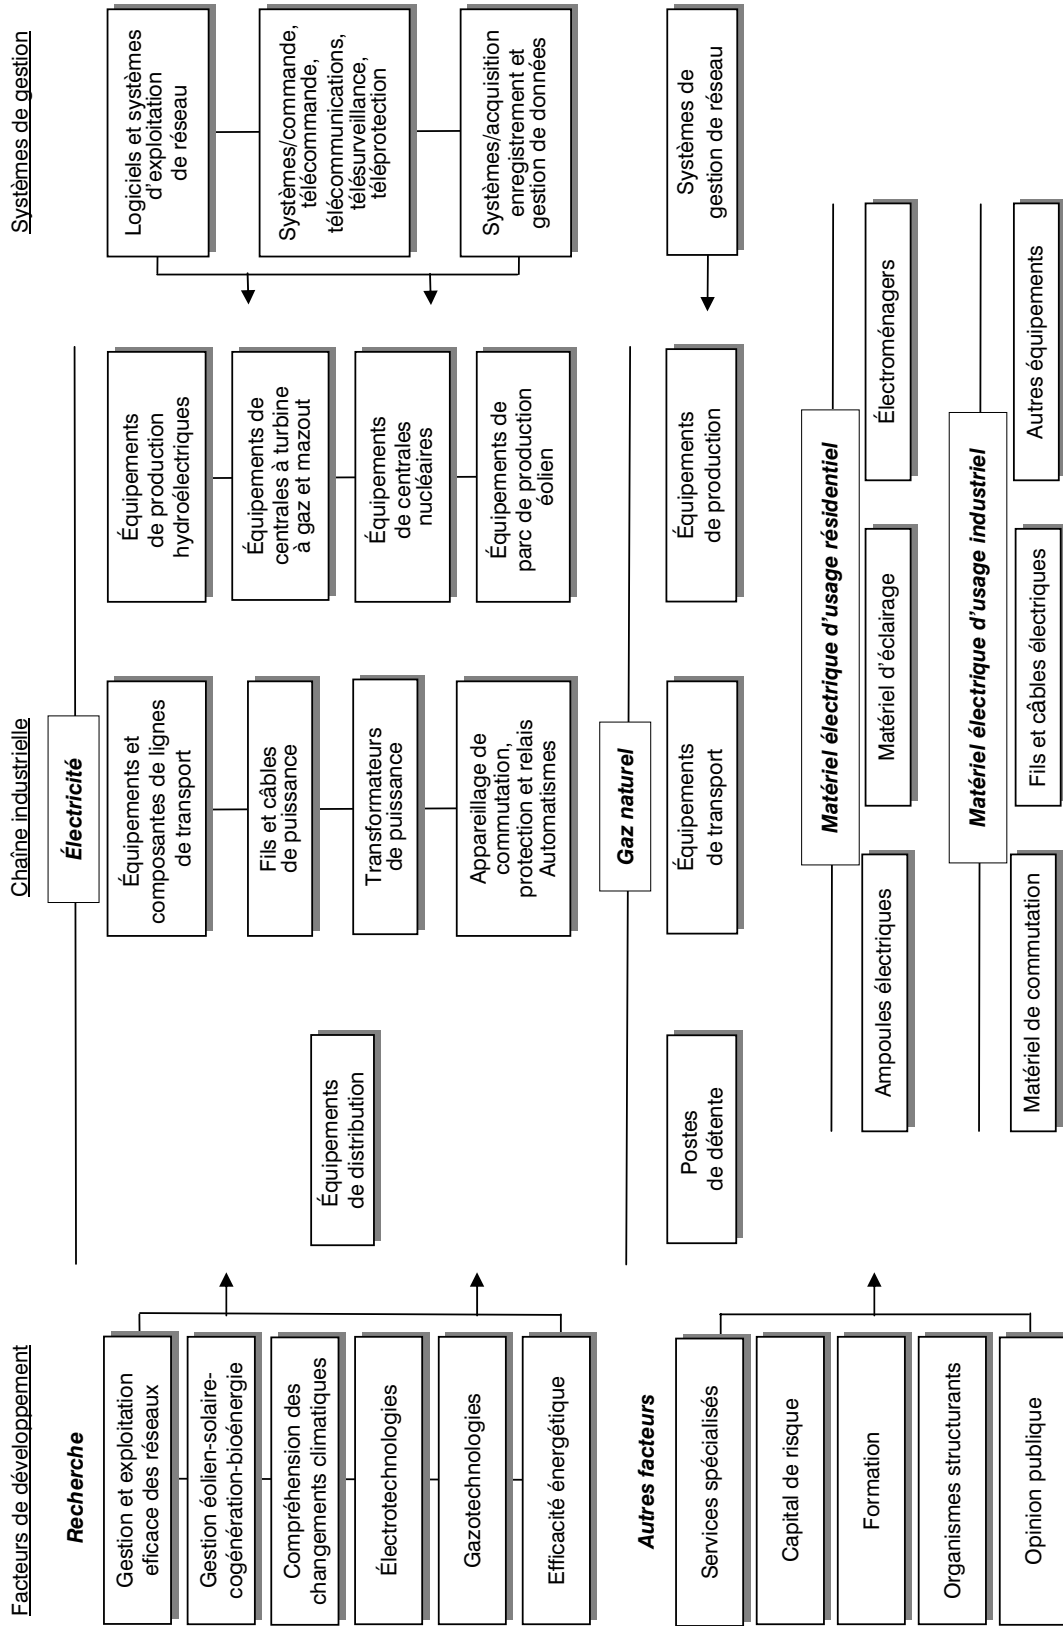 Facteurs de développement
Chaîne industrielle
Systèmes de gestion
Recherche
Gestion et exploitation
eficace des réseaux
Gestion éolien-solaire-
cogénération-bioénergie
Compréhension des
changements climatiques
Électrotechnologies
Gazotechnologies
Efficacité énergétique
Autres facteurs
Services spécialisés
Capital de risque
Formation
Organismes structurants
Opinion publique
Électricité
Équipements
de distribution
Équipements et
composantes de lignes
de transport
Fils et câbles
de puissance
Transformateurs
de puissance
Appareillage de
commutation,
protection et relais
Automatismes
Équipements
de production
hydroélectriques
Équipements de
centrales à turbine
à gaz et mazout
Équipements
de centrales
nucléaires
Équipements de
parc de production
éolien
Logiciels et systèmes
d'exploitation
de réseau
Systèmes/commande,
télécommande,
télécommunications,
télésurveillance,
téléprotection
Systèmes/acquisition
enregistrement et
gestion de données
Gaz naturel
Postes
de détente
Équipements
de transport
Équipements
de production
Systèmes de
gestion de réseau
Matériel électrique d'usage résidentiel
Ampoules électriques
Matériel d'éclairage
Électroménagers
Matériel électrique d'usage industriel
Matériel de commutation
Fils et câbles électriques
Autres équipements